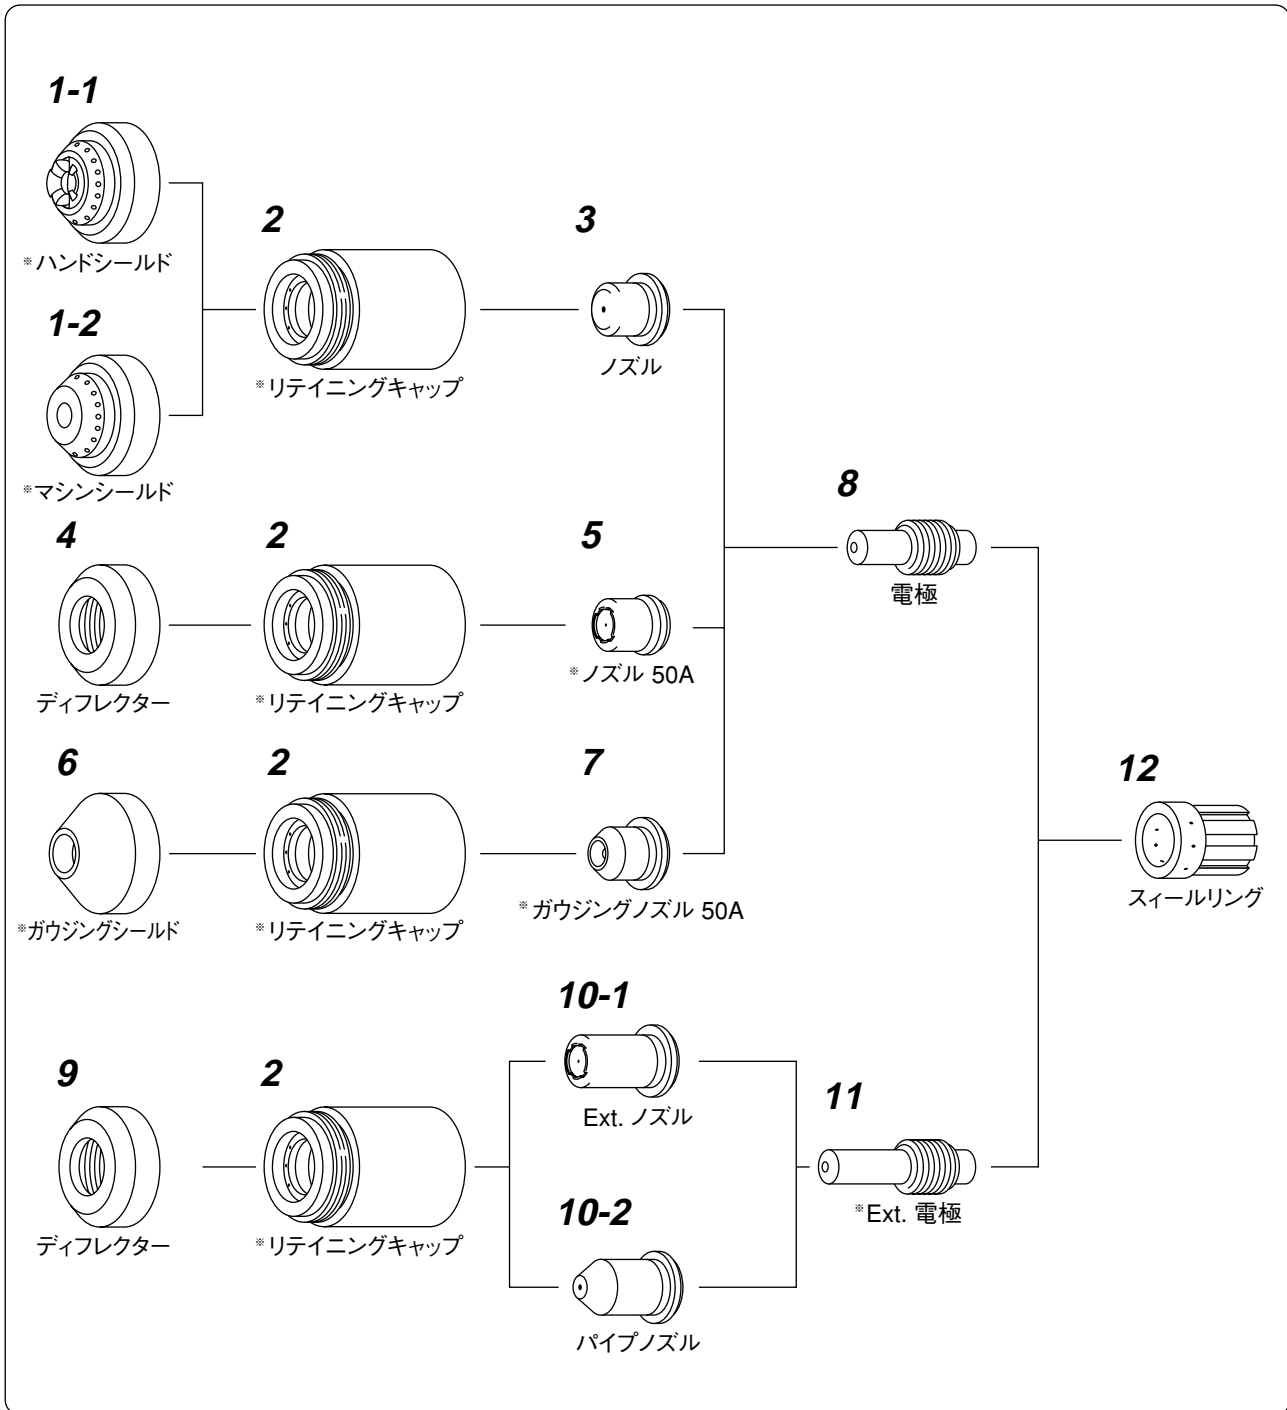 1-1
※ハンドシールド
1-2
※マシンシールド
2
※リテイニングキャップ
3
ノズル
4
ディフレクター
2
※リテイニングキャップ
5
※ノズル 50A
8
電極
6
※ガウジングシールド
2
※リテイニングキャップ
7
※ガウジングノズル 50A
12
スィールリング
9
ディフレクター
2
※リテイニングキャップ
10-1
Ext. ノズル
10-2
パイプノズル
11
※Ext. 電極